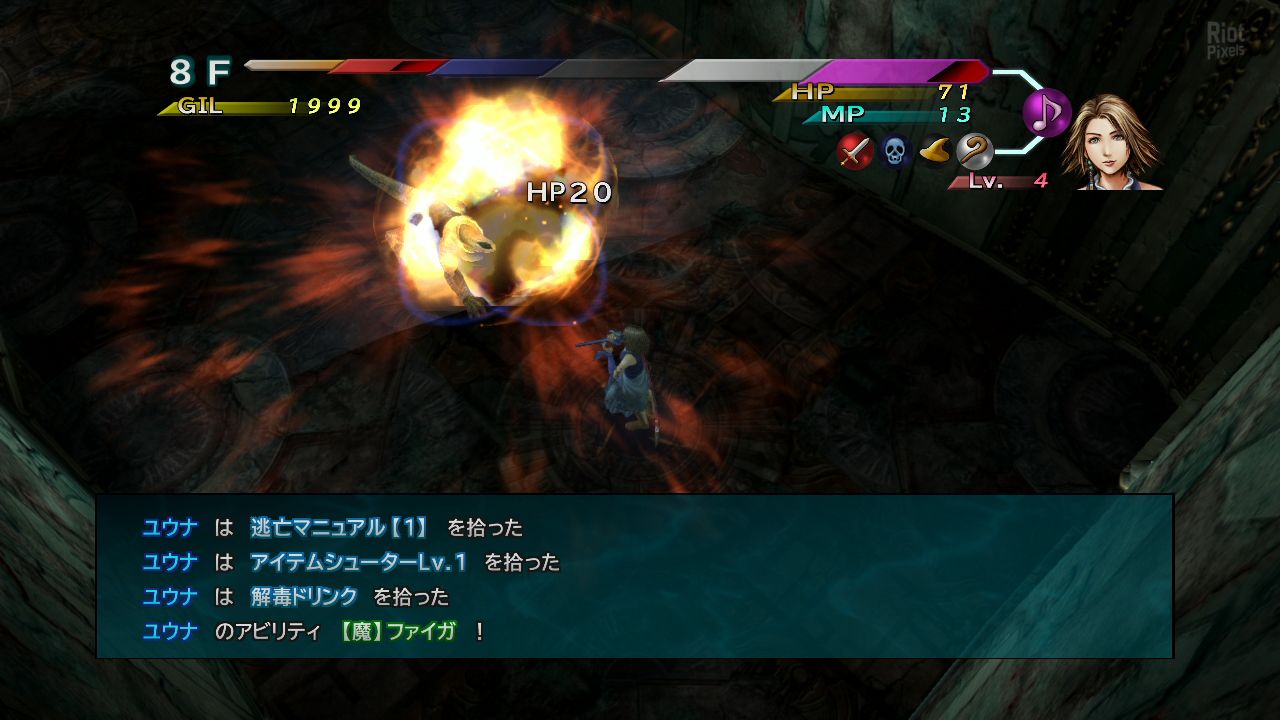 Riot
Pixels
8F
GIL 1999
HP 71
MP 13
Lv. 4
HP20
ユウナ は 逃亡マニュアル【1】 を拾った
ユウナ は アイテムシューターLv.1 を拾った
ユウナ は 解毒ドリンク を拾った
ユウナ のアビリティ 【魔】ファイガ !